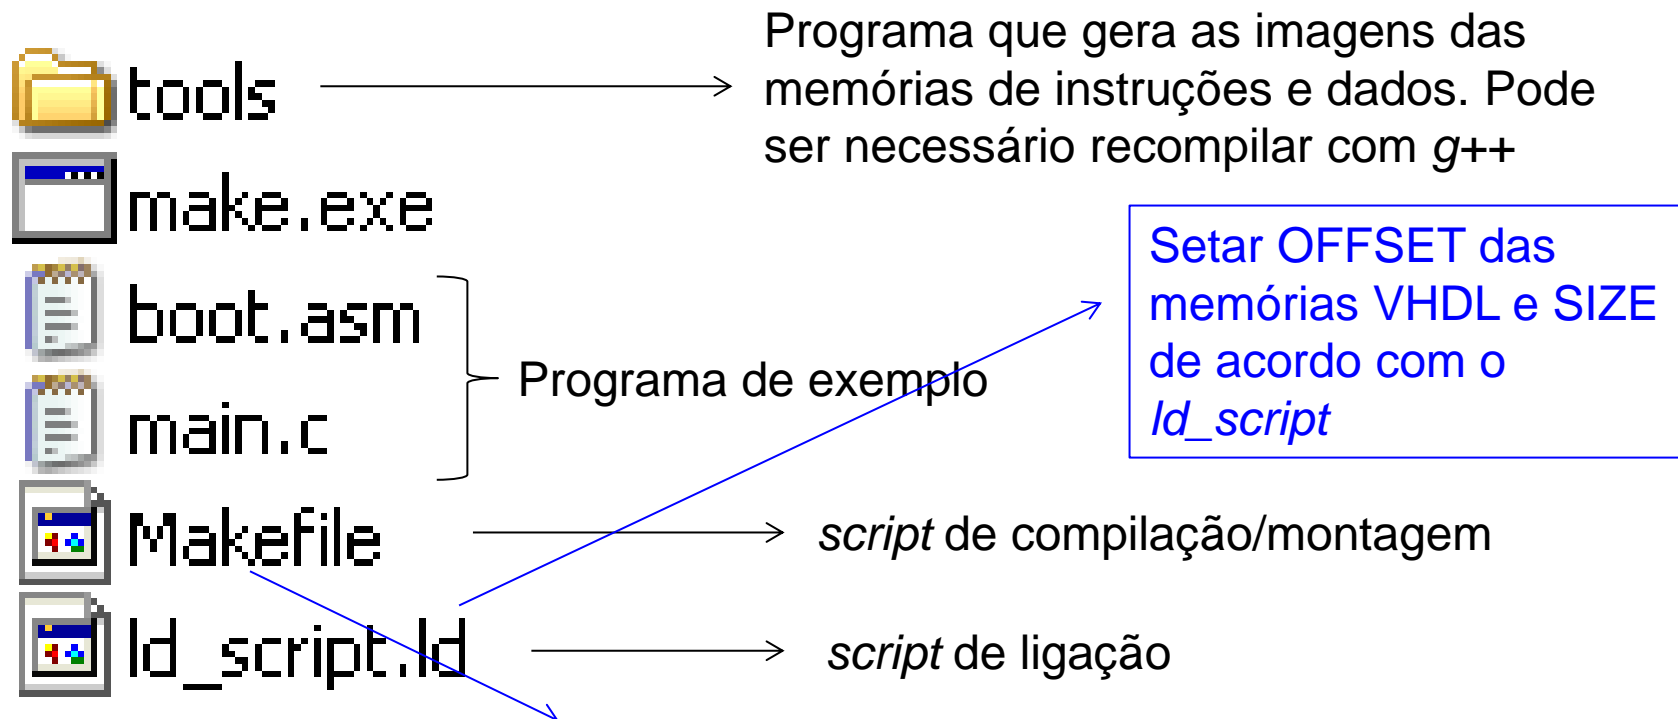 Programa que gera as imagens das
tools
memórias de instruções e dados. Pode
ser necessário recompilar com g++
make.exe
Setar OFFSET das
boot.asm
memórias VHDL e SIZE
de acordo com o
Programa de exemplo
ld_script
main.c
Makefile
script de compilação/montagem
ld_script.ld
script de ligação